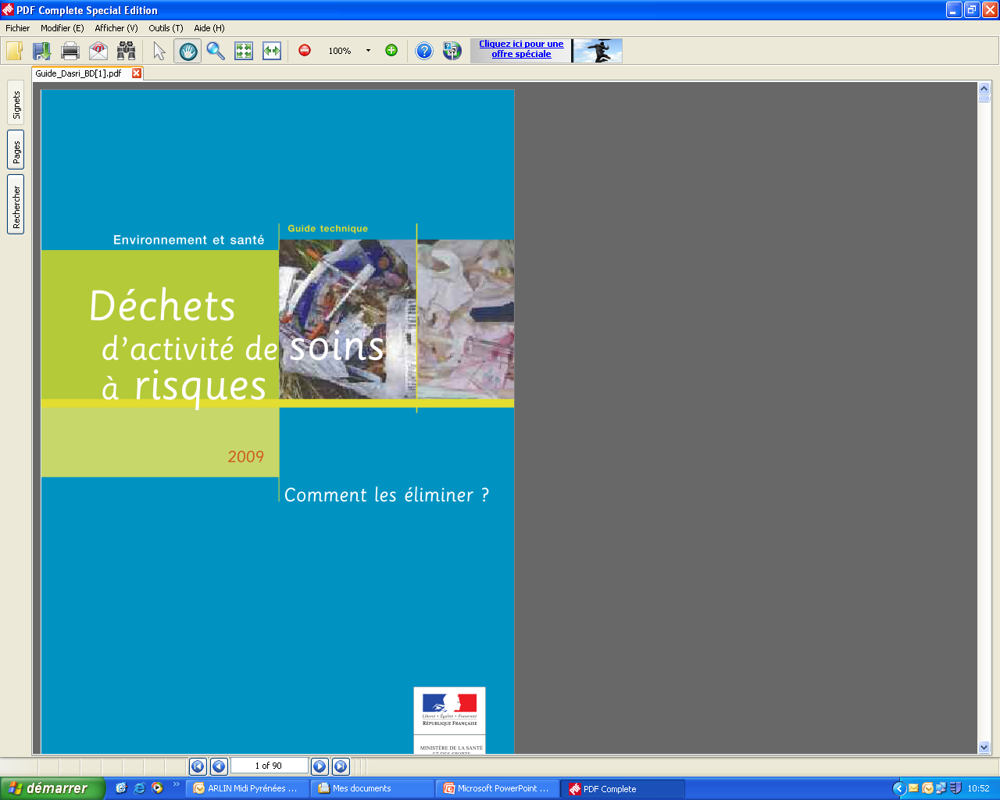 PDF Complete Special Edition
Fichier Modifier (E) Afficher (V) Outils (T) Aide (H)
100%
Cliquez ici pour une
offre spéciale
Guide_Dasri_BD[1].pdf
Signets
Pages
Rechercher
Guide technique
Environnement et santé
Déchets
d'activité de soins
à risques
2009
Comment les éliminer ?
Liberté • Égalité • Fraternité
RÉPUBLIQUE FRANÇAISE
MINISTÈRE DE LA SANTÉ
ET DES SPORTS
1 of 90
démarrer
ARLIN Midi Pyrénées ...
Mes documents
Microsoft PowerPoint ...
PDF Complete
10:52